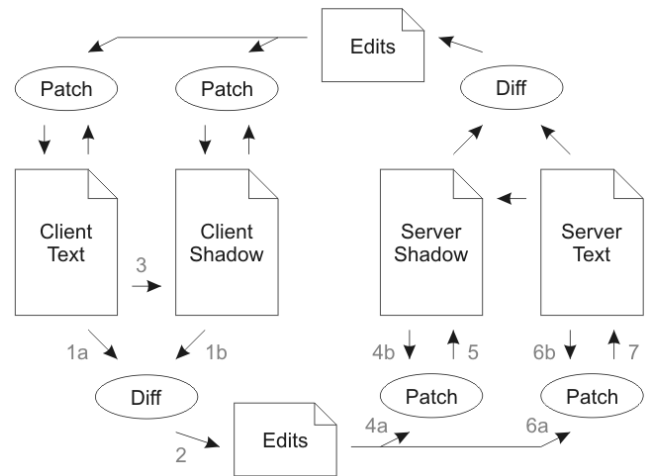 Edits
Patch
Patch
Diff
Client
Text
Client
Shadow
Server
Shadow
Server
Text
3
1a
1b
4b
5
6b
7
Diff
Patch
Patch
2
Edits
4a
6a